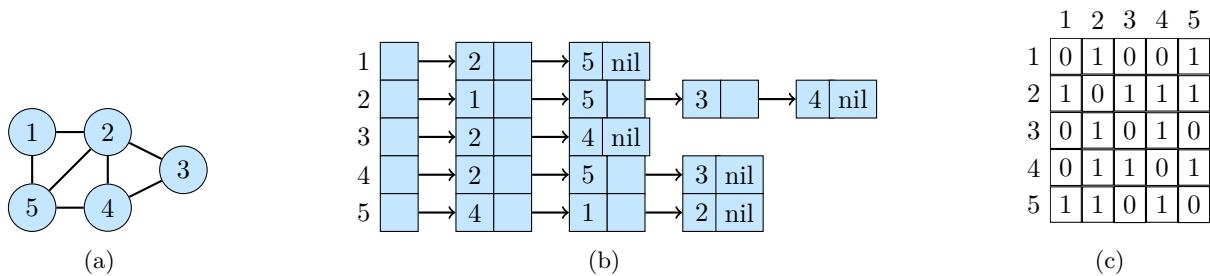 1 2
3
5 4
(a)
1 2 5 nil
2 1 5 3 4 nil
3 2 4 nil
4 2 5 3 nil
5 4 1 2 nil
(b)
1 2 3 4 5
1 0 1 0 0 1
2 1 0 1 1 1
3 0 1 0 1 0
4 0 1 1 0 1
5 1 1 0 1 0
(c)